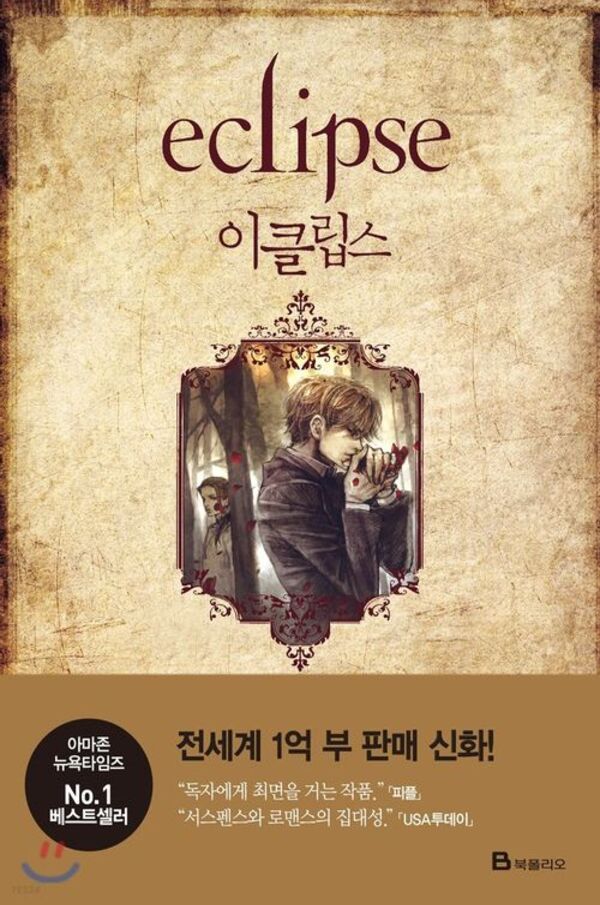 eclipse
이클립스
아마존
뉴욕타임즈
No.1
베스트셀러
전세계 1억 부 판매 신화!
“독자에게 최면을 거는 작품.”「피플」
“서스펜스와 로맨스의 집대성.”「USA투데이」
B 북폴리오
YES24